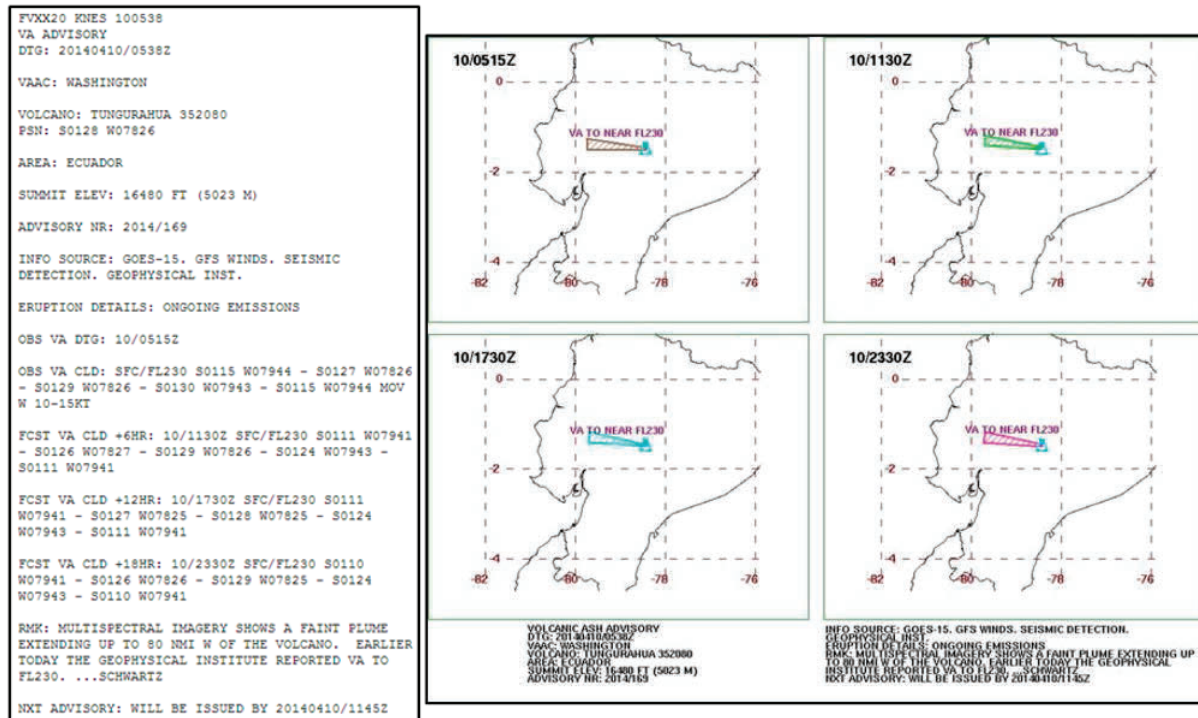 FVXX20 KNES 100538
VA ADVISORY
DTG: 20140410/0538Z
VAAC: WASHINGTON
VOLCANO: TUNGURAHUA 352080
PSN: S0128 W07826
AREA: ECUADOR
SUMMIT ELEV: 16480 FT (5023 M)
ADVISORY NR: 2014/169
INFO SOURCE: GOES-15. GFS WINDS. SEISMIC
DETECTION. GEOPHYSICAL INST.
ERUPTION DETAILS: ONGOING EMISSIONS
OBS VA DTG: 10/0515Z
OBS VA CLD: SFC/FL230 S0115 W07944 - S0127 W07826
- S0129 W07826 - S0130 W07943 - S0115 W07944 MOV
W 10-15KT
FCST VA CLD +6HR: 10/1130Z SFC/FL230 S0111 W07941
- S0126 W07827 - S0129 W07826 - S0124 W07943 -
S0111 W07941
FCST VA CLD +12HR: 10/1730Z SFC/FL230 S0111
W07941 - S0127 W07825 - S0128 W07825 - S0124
W07943 - S0111 W07941
FCST VA CLD +18HR: 10/2330Z SFC/FL230 S0110
W07941 - S0126 W07826 - S0129 W07825 - S0124
W07943 - S0110 W07941
RMK: MULTISPECTRAL IMAGERY SHOWS A FAINT PLUME
EXTENDING UP TO 80 NMI W OF THE VOLCANO. EARLIER
TODAY THE GEOPHYSICAL INSTITUTE REPORTED VA TO
FL230. ...SCHWARTZ
NXT ADVISORY: WILL BE ISSUED BY 20140410/1145Z
10/0515Z
0
VA TO NEAR FL230
-2
-4
-82
-80
-78
-76
10/1130Z
0
VA TO NEAR FL230
-2
-4
-82
-80
-78
-76
10/1730Z
0
VA TO NEAR FL230
-2
-4
-82
-80
-78
-76
10/2330Z
0
VA TO NEAR FL230
-2
-4
-82
-80
-78
-76
VOLCANIC ASH ADVISORY
DTG: 20140410/0538Z
VAAC: WASHINGTON
VOLCANO: TUNGURAHUA 352080
AREA: ECUADOR
SUMMIT ELEV: 16480 FT (5023 M)
ADVISORY NR: 2014/169
INFO SOURCE: GOES-15. GFS WINDS. SEISMIC DETECTION.
GEOPHYSICAL INST.
ERUPTION DETAILS: ONGOING EMISSIONS
RMK: MULTISPECTRAL IMAGERY SHOWS A FAINT PLUME EXTENDING UP
TO 80 NMI W OF THE VOLCANO. EARLIER TODAY THE GEOPHYSICAL
INSTITUTE REPORTED VA TO FL230. ...SCHWARTZ
NXT ADVISORY: WILL BE ISSUED BY 20140410/1145Z